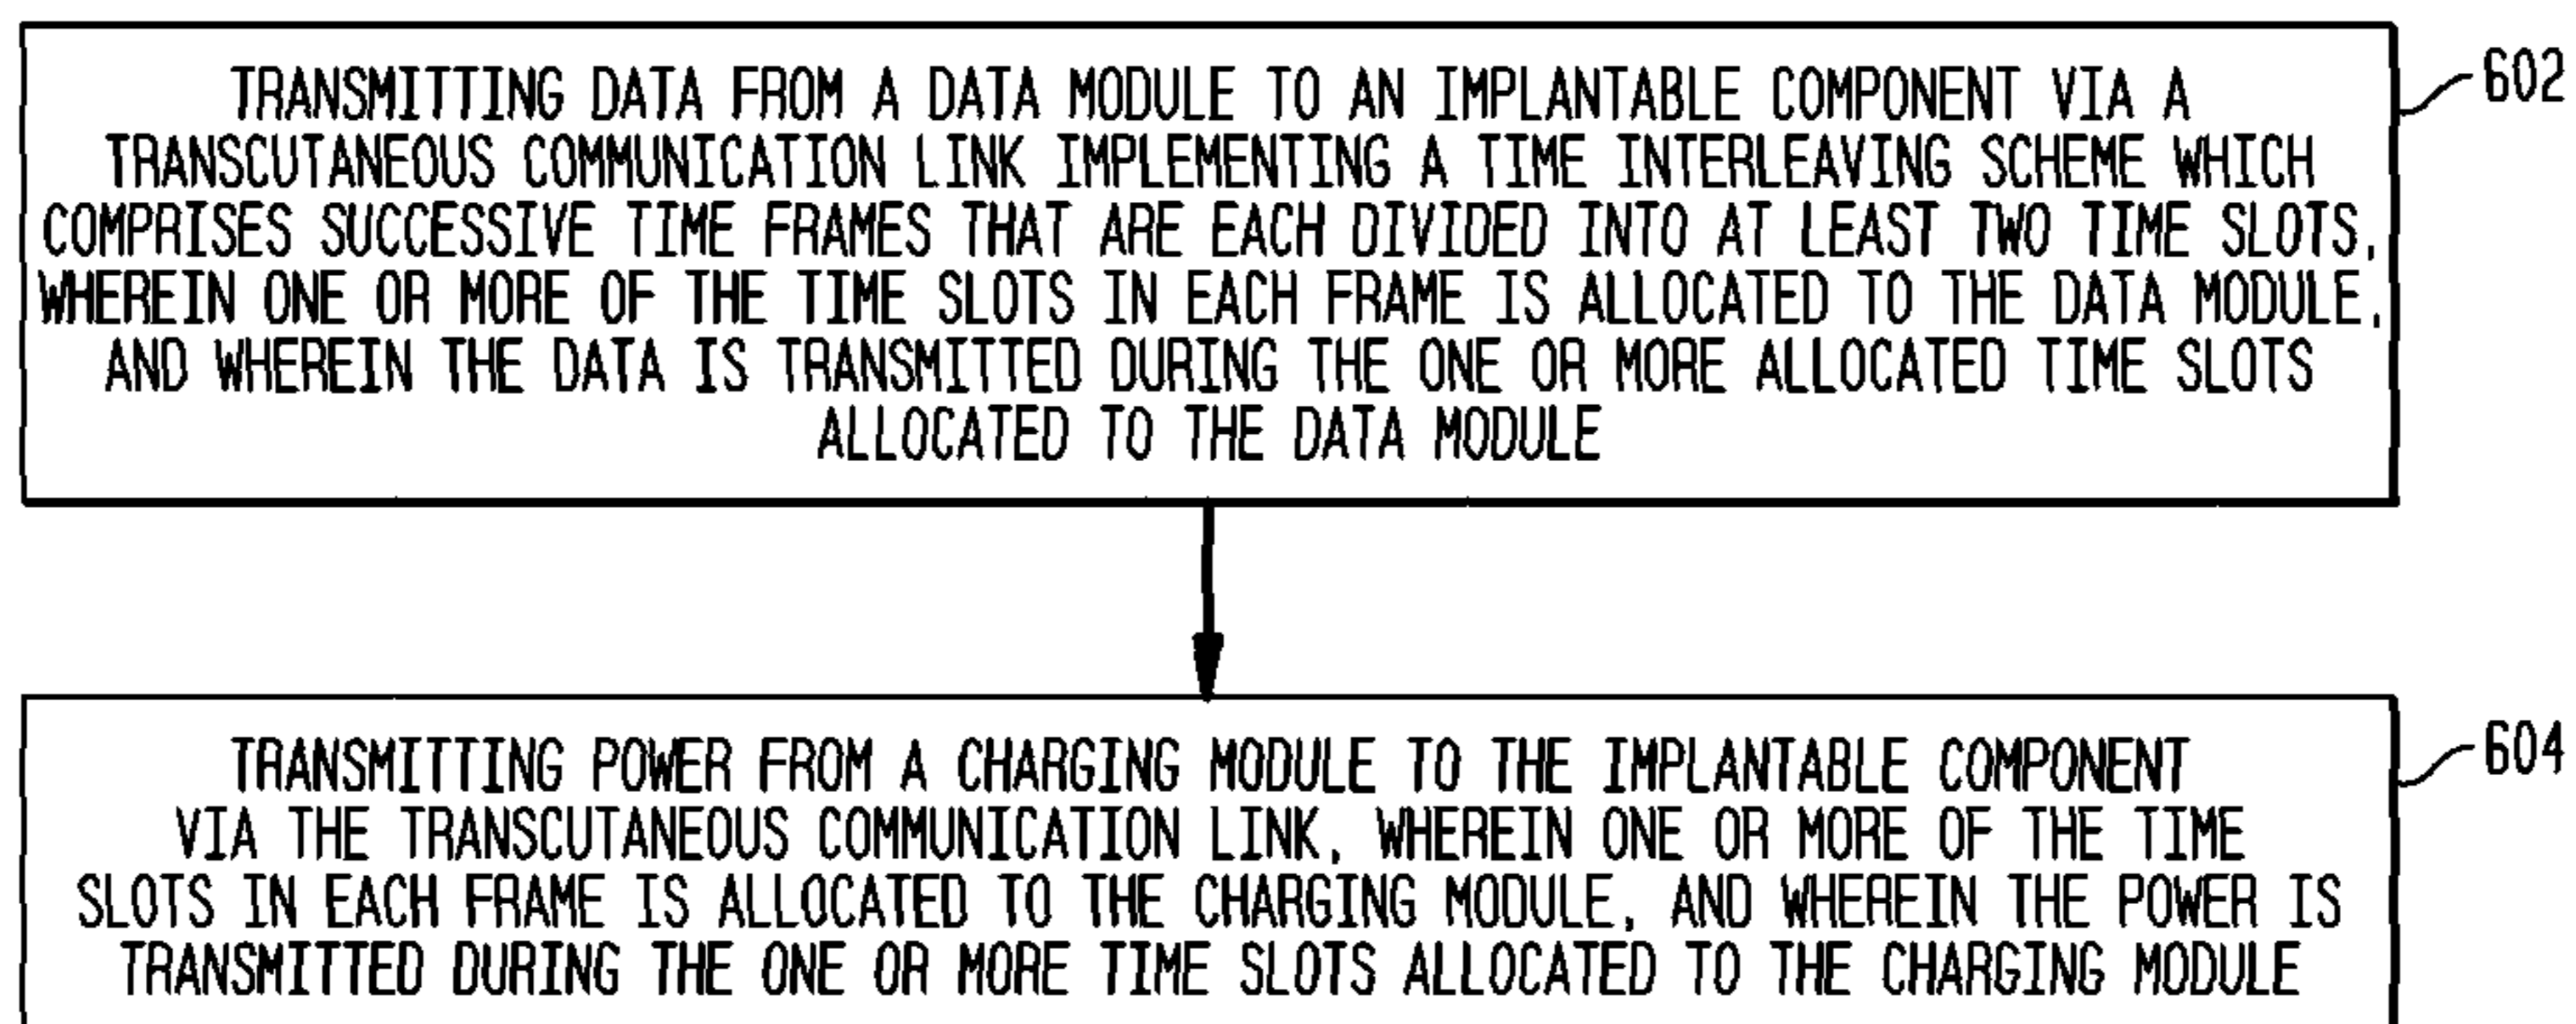 TRANSMITTING DATA FROM A DATA MODULE TO AN IMPLANTABLE COMPONENT VIA A
TRANSCUTANEOUS COMMUNICATION LINK IMPLEMENTING A TIME INTERLEAVING SCHEME WHICH
COMPRISES SUCCESSIVE TIME FRAMES THAT ARE EACH DIVIDED INTO AT LEAST TWO TIME SLOTS,
WHEREIN ONE OR MORE OF THE TIME SLOTS IN EACH FRAME IS ALLOCATED TO THE DATA MODULE,
AND WHEREIN THE DATA IS TRANSMITTED DURING THE ONE OR MORE ALLOCATED TIME SLOTS
ALLOCATED TO THE DATA MODULE
602
TRANSMITTING POWER FROM A CHARGING MODULE TO THE IMPLANTABLE COMPONENT
VIA THE TRANSCUTANEOUS COMMUNICATION LINK, WHEREIN ONE OR MORE OF THE TIME
SLOTS IN EACH FRAME IS ALLOCATED TO THE CHARGING MODULE, AND WHEREIN THE POWER IS
TRANSMITTED DURING THE ONE OR MORE TIME SLOTS ALLOCATED TO THE CHARGING MODULE
604